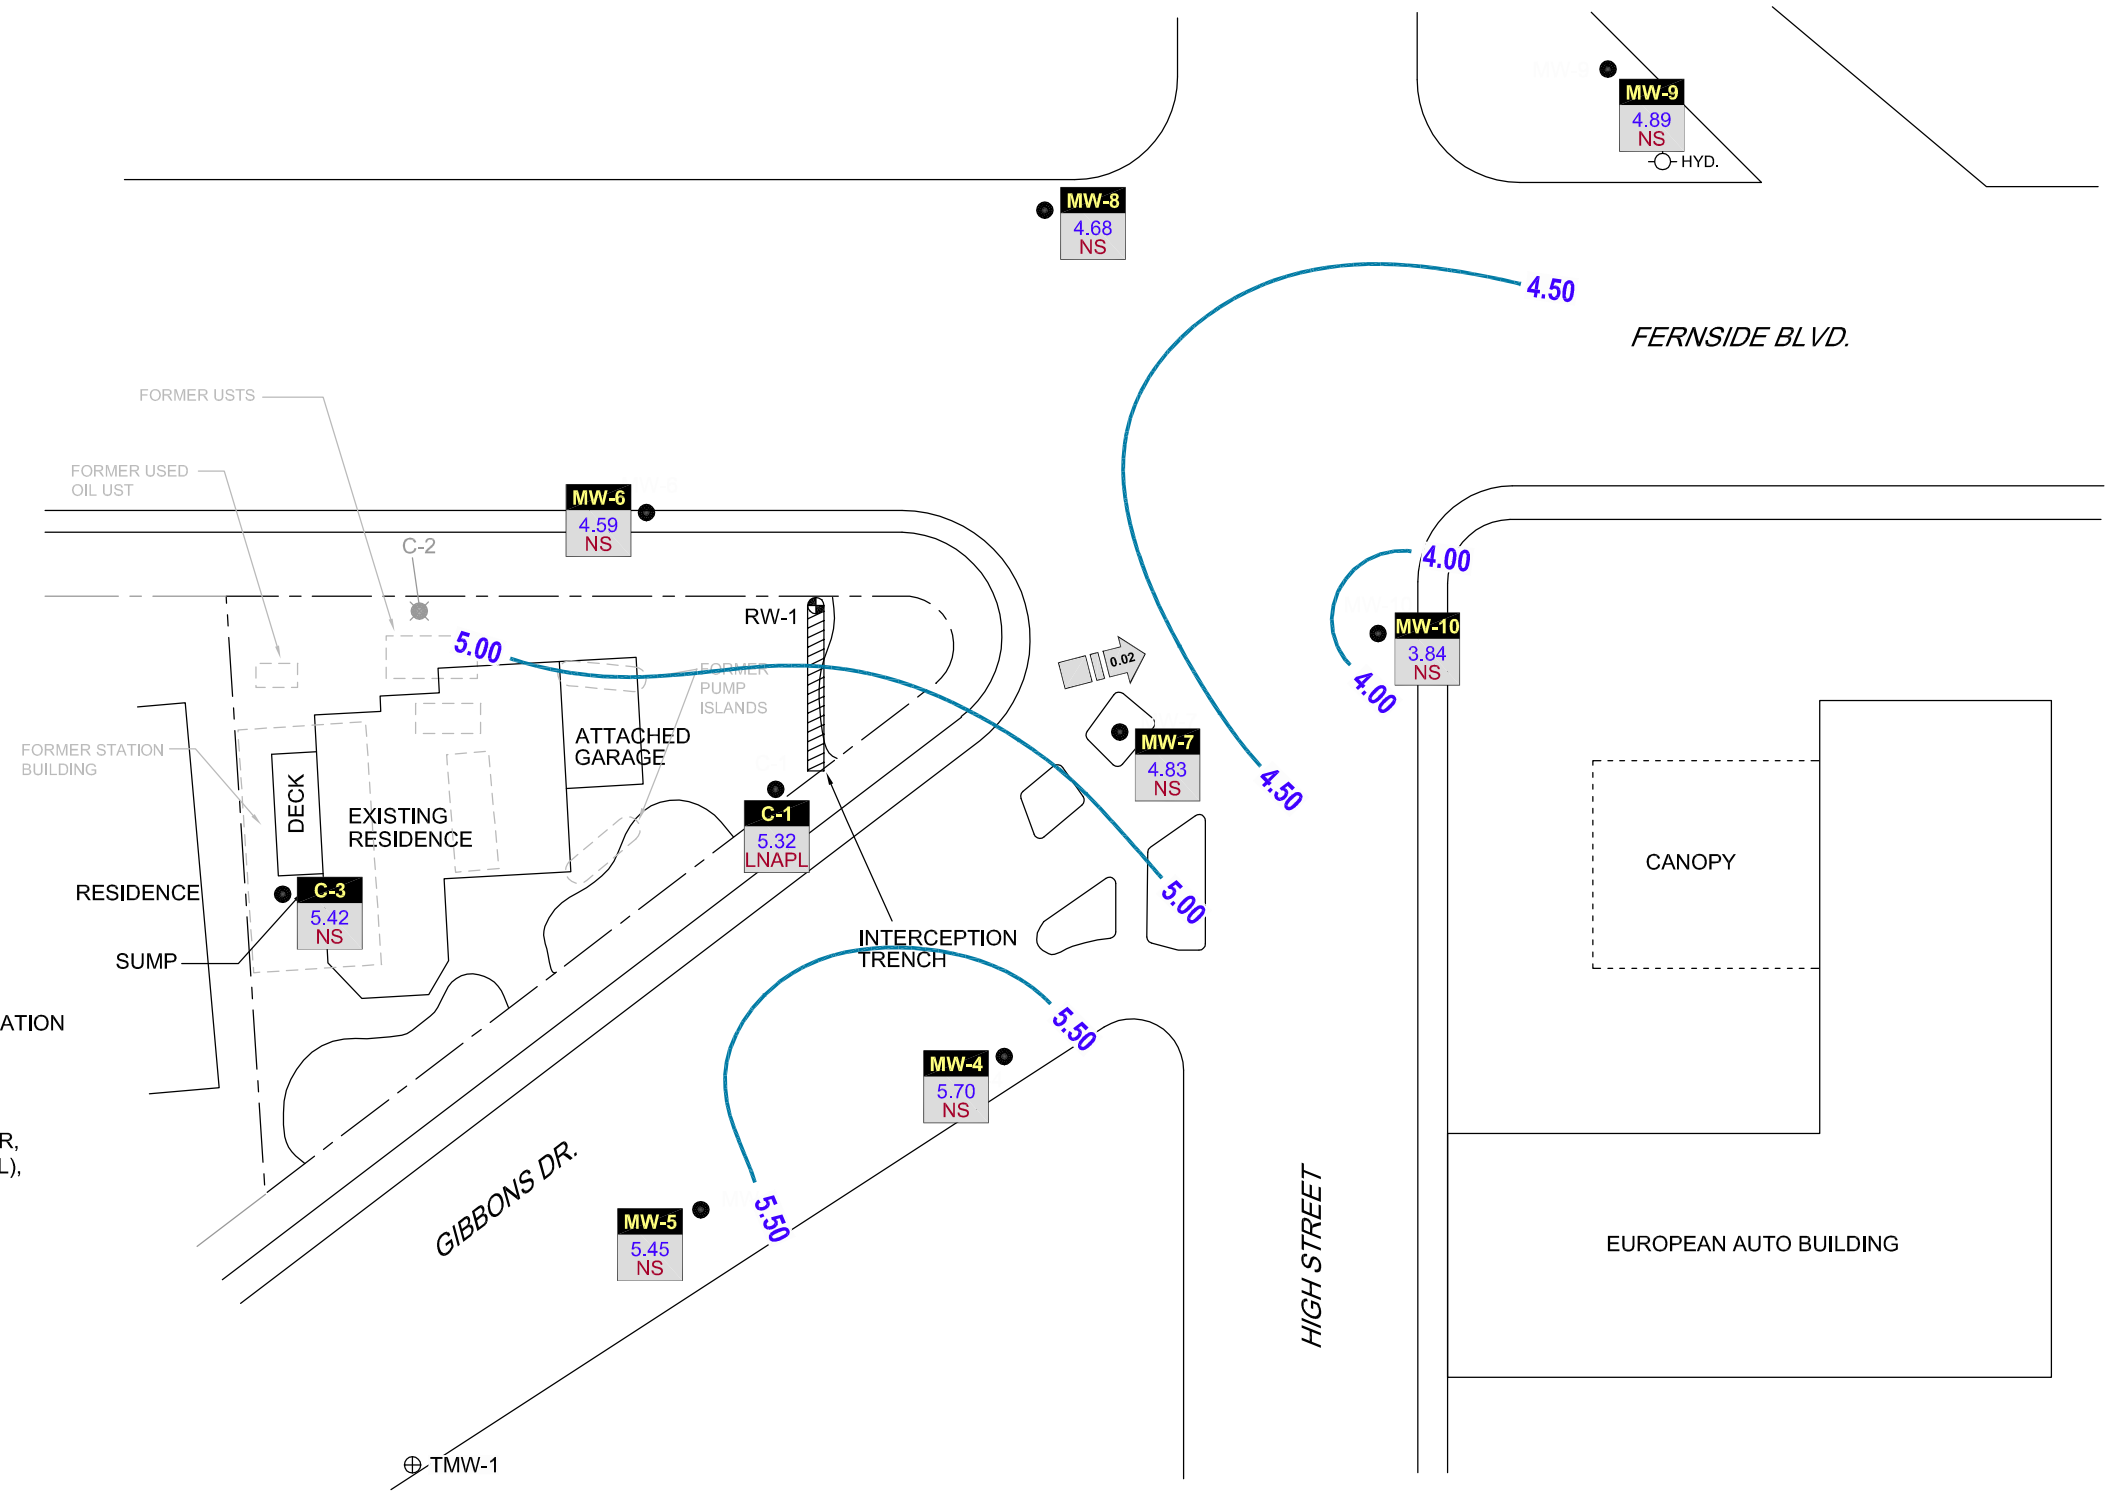 MW-9
4.89
NS
HYD.
MW-8
4.68
NS
4.50
FERNSIDE BLVD.
FORMER USTS
FORMER USED
OIL UST
MW-6
4.59
NS
C-2
4.00
RW-1
MW-10
3.84
NS
5.00
0.02
FORMER
PUMP
ISLANDS
4.00
FORMER STATION
BUILDING
ATTACHED
GARAGE
MW-7
4.83
NS
4.50
DECK
EXISTING
RESIDENCE
C-1
5.32
LNAPL
CANOPY
RESIDENCE
C-3
5.42
NS
5.00
SUMP
INTERCEPTION
TRENCH
ATION
5.50
MW-4
5.70
NS
R,
L),
GIBBONS DR.
MW-5
5.45
NS
5.50
HIGH STREET
EUROPEAN AUTO BUILDING
TMW-1